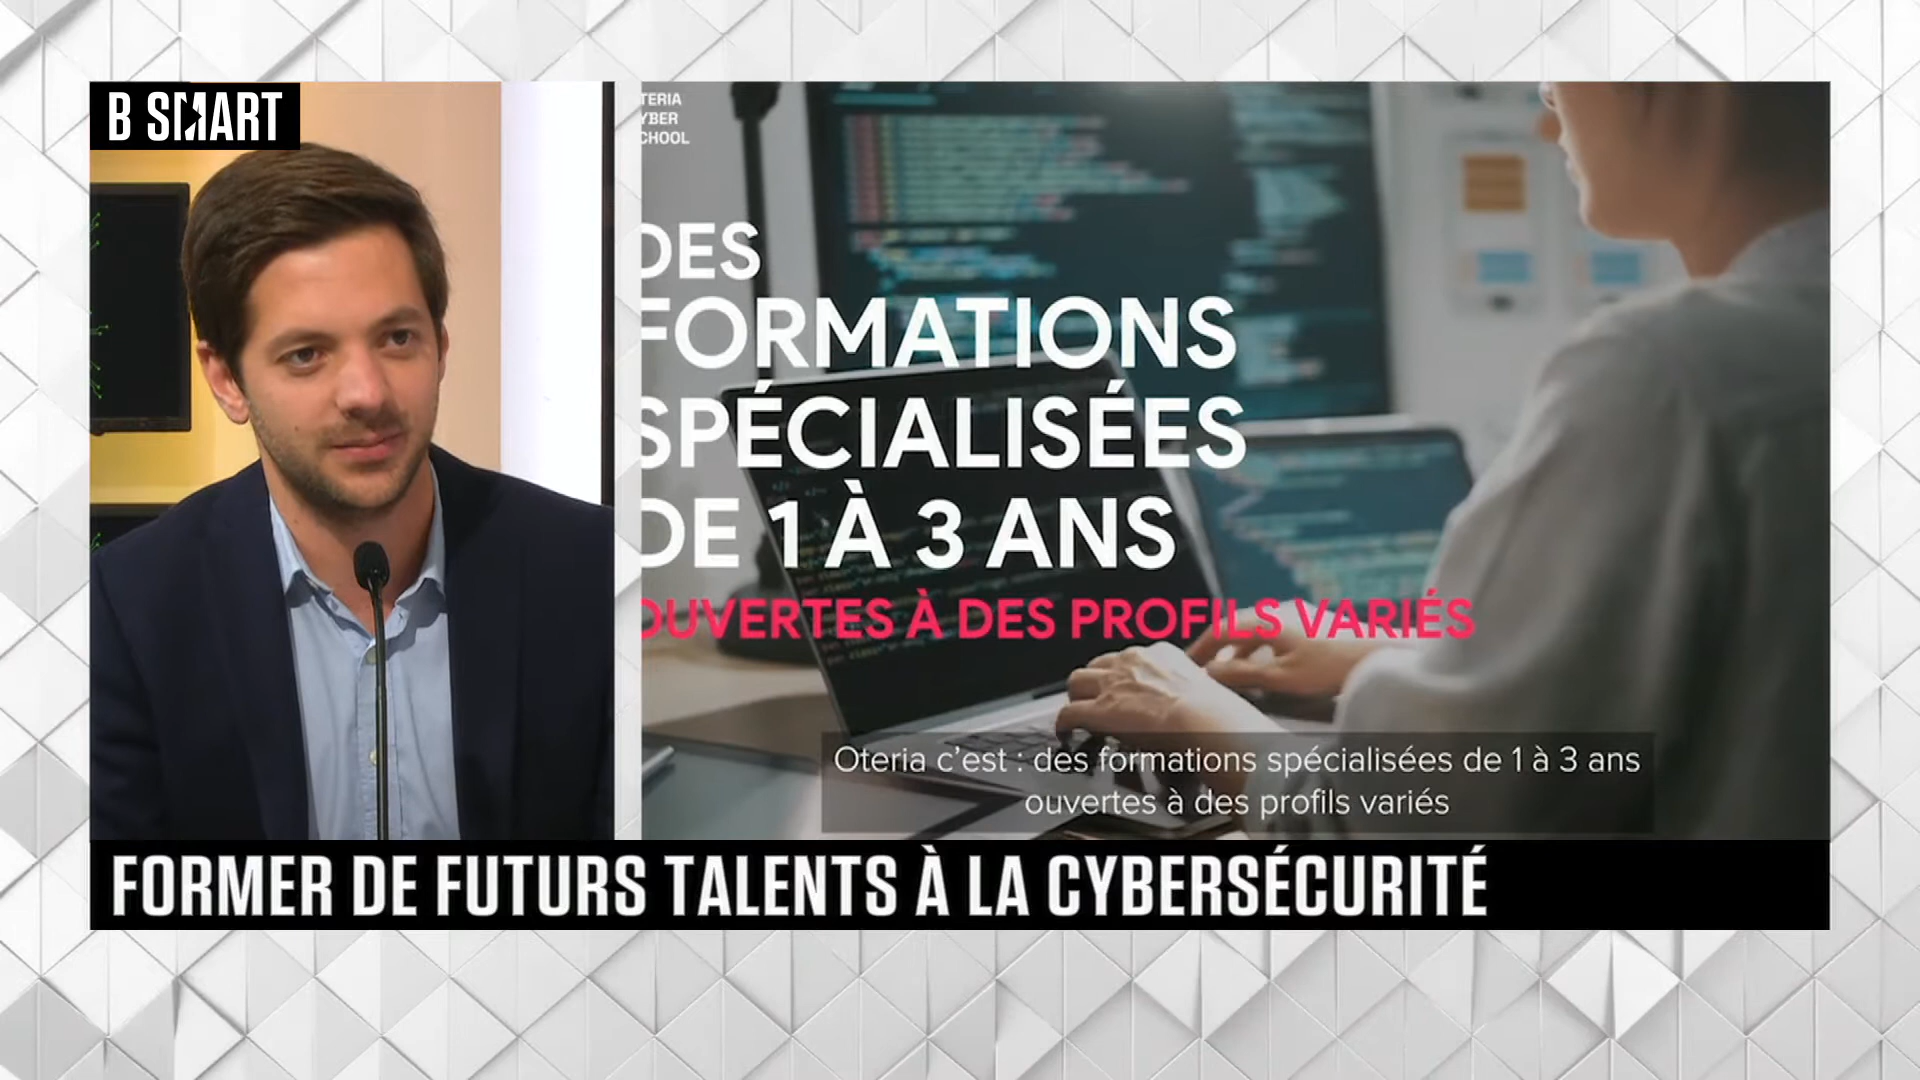 B SMART
TERIA
YBER
CHOOL
DES
FORMATIONS
SPÉCIALISÉES
DE 1 À 3 ANS
OUVERTES À DES PROFILS VARIÉS
Oteria c'est : des formations spécialisées de 1 à 3 ans
ouvertes à des profils variés
FORMER DE FUTURS TALENTS À LA CYBERSÉCURITÉ